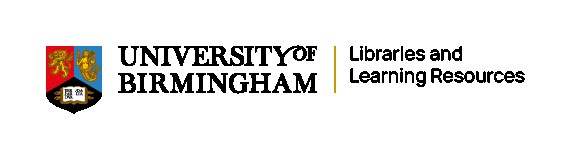 UNIVERSITY OF
BIRMINGHAM
Libraries and
Learning Resources